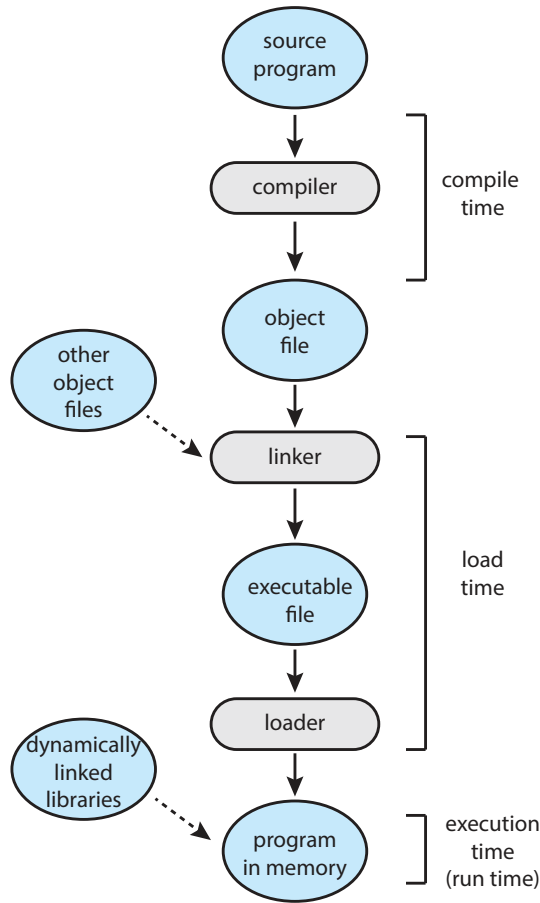 source
program
compiler
compile
time
object
file
other
object
files
linker
load
time
executable
file
loader
dynamically
linked
libraries
program
in memory
execution
time
(run time)